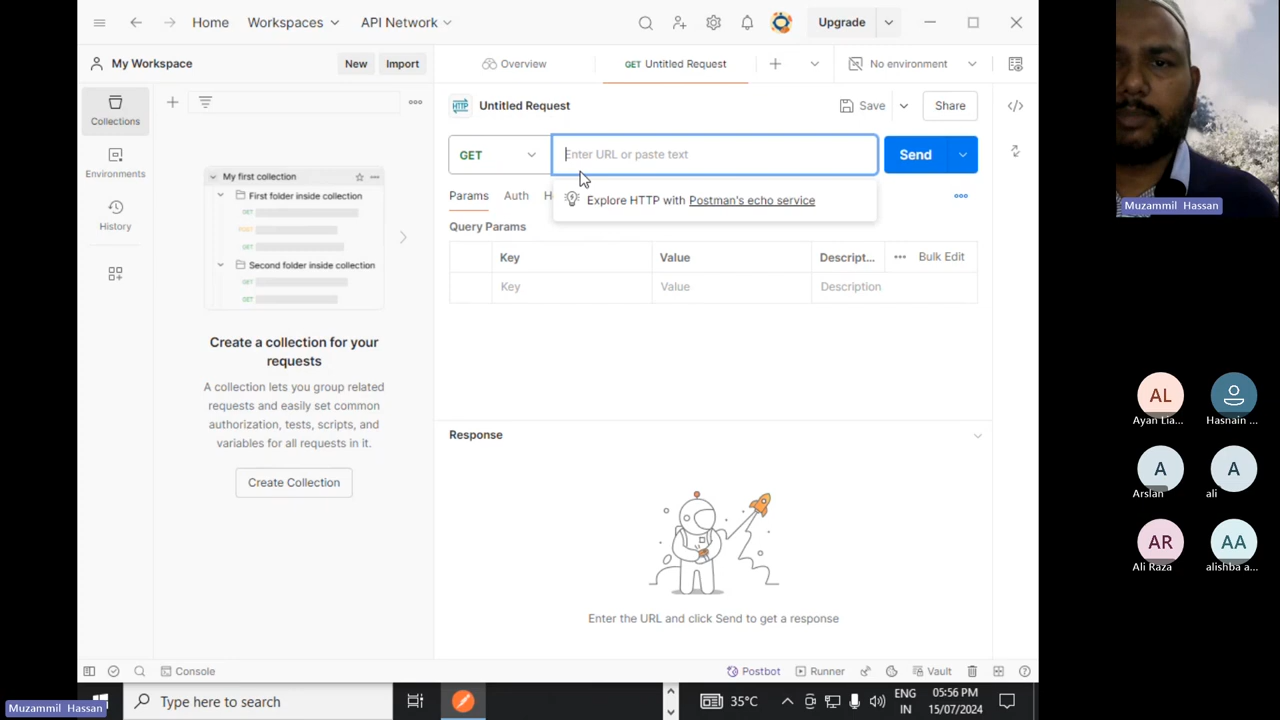 Home
Workspaces
API Network
Upgrade
My Workspace
New
Import
Overview
GET Untitled Request
No environment
Collections
Environments
History
My first collection
First folder inside collection
GET
POST
GET
Second folder inside collection
GET
GET
Create a collection for your
requests
A collection lets you group related
requests and easily set common
authorization, tests, scripts, and
variables for all requests in it.
Create Collection
HTTP
Untitled Request
Save
Share
GET
Enter URL or paste text
Send
Params
Auth
H
Explore HTTP with Postman's echo service
Query Params
Key
Value
Descript...
Bulk Edit
Key
Value
Description
Response
Enter the URL and click Send to get a response
Console
Postbot
Runner
Vault
Type here to search
35°C
ENG
IN
05:56 PM
15/07/2024
Muzammil Hassan
Muzammil Hassan
AL
Ayan Lia...
Hasnain ...
A
Arslan
A
ali
AR
Ali Raza
AA
alishba a...